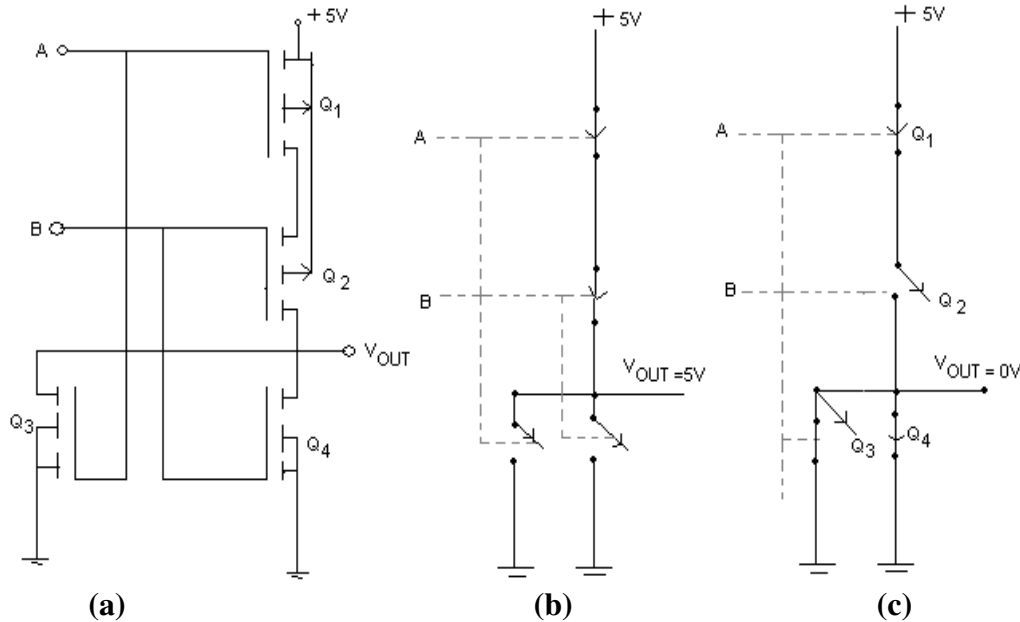 + 5V
A
Q1
B
Q2
VOUT
Q3
Q4
(a)
+ 5V
A
B
VOUT =5V
(b)
+ 5V
A
Q1
B
Q2
VOUT = 0V
Q3
Q4
(c)